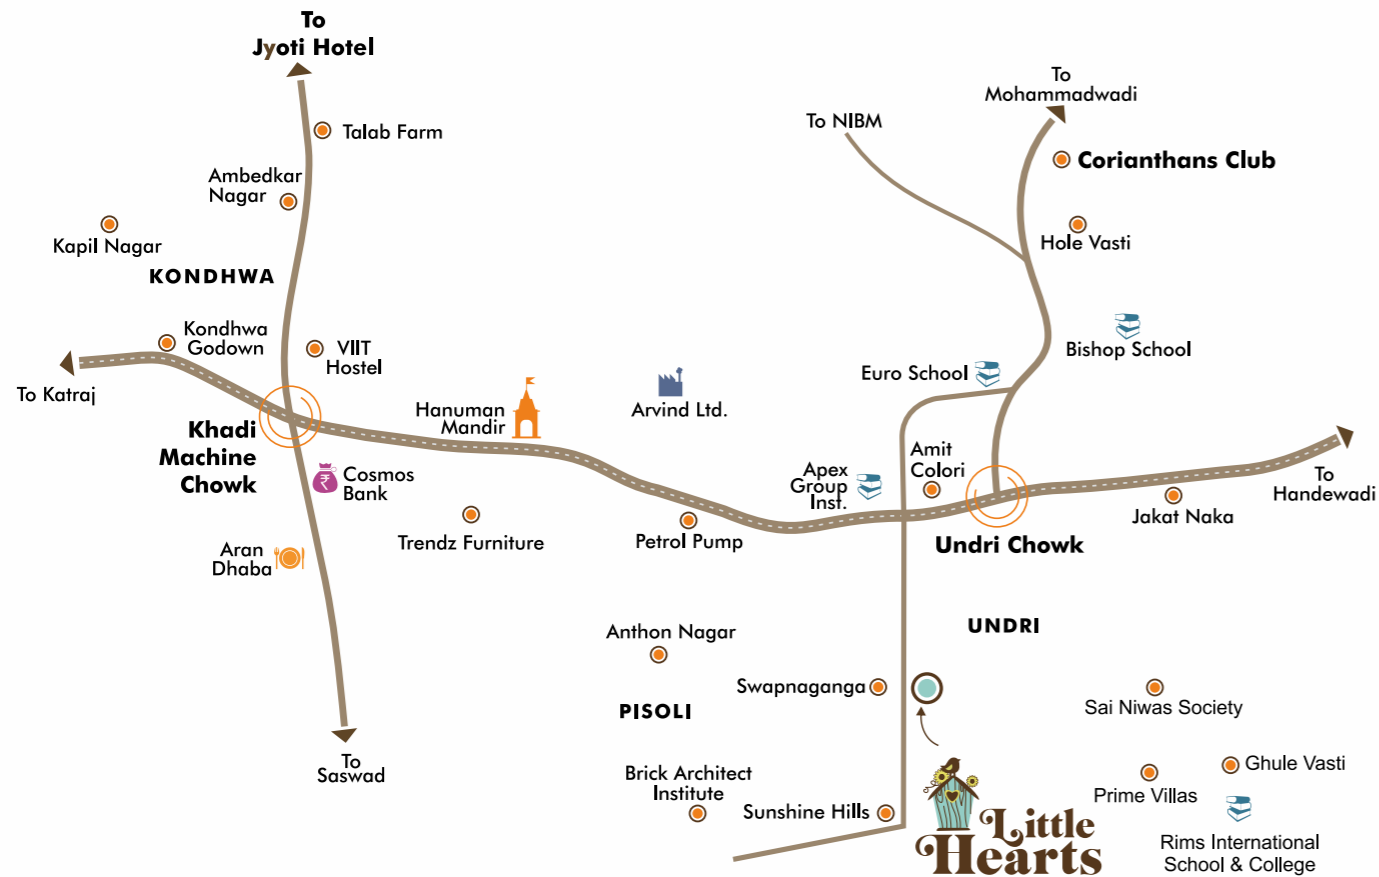 To
Jyoti Hotel
To
Mohammadwadi
To NIBM
Talab Farm
Corianthans Club
Ambedkar
Nagar
Kapil Nagar
Hole Vasti
KONDHWA
Kondhwa
Godown
VIIT
Hostel
Bishop School
Euro School
To Katraj
Arvind Ltd.
Hanuman
Mandir
Khadi
Machine
Chowk
Amit
Colori
Apex
Group
Inst.
Cosmos
Bank
To
Handewadi
Jakat Naka
Trendz Furniture
Petrol Pump
Undri Chowk
Aran
Dhaba
Anthon Nagar
UNDRI
Swapnaganga
PISOLI
Sai Niwas Society
To
Saswad
Ghule Vasti
Brick Architect
Institute
Prime Villas
Sunshine Hills
Little
Hearts
Rims International
School & College
₹